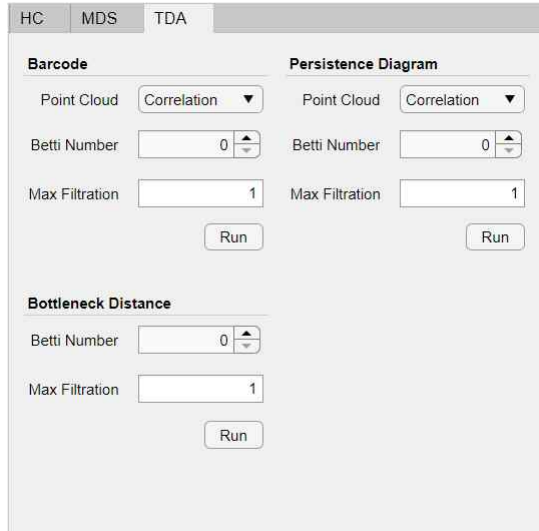 HC MDS TDA
Barcode
Point Cloud Correlation
Betti Number 0
Max Filtration 1
Run
Persistence Diagram
Point Cloud Correlation
Betti Number 0
Max Filtration 1
Run
Bottleneck Distance
Betti Number 0
Max Filtration 1
Run